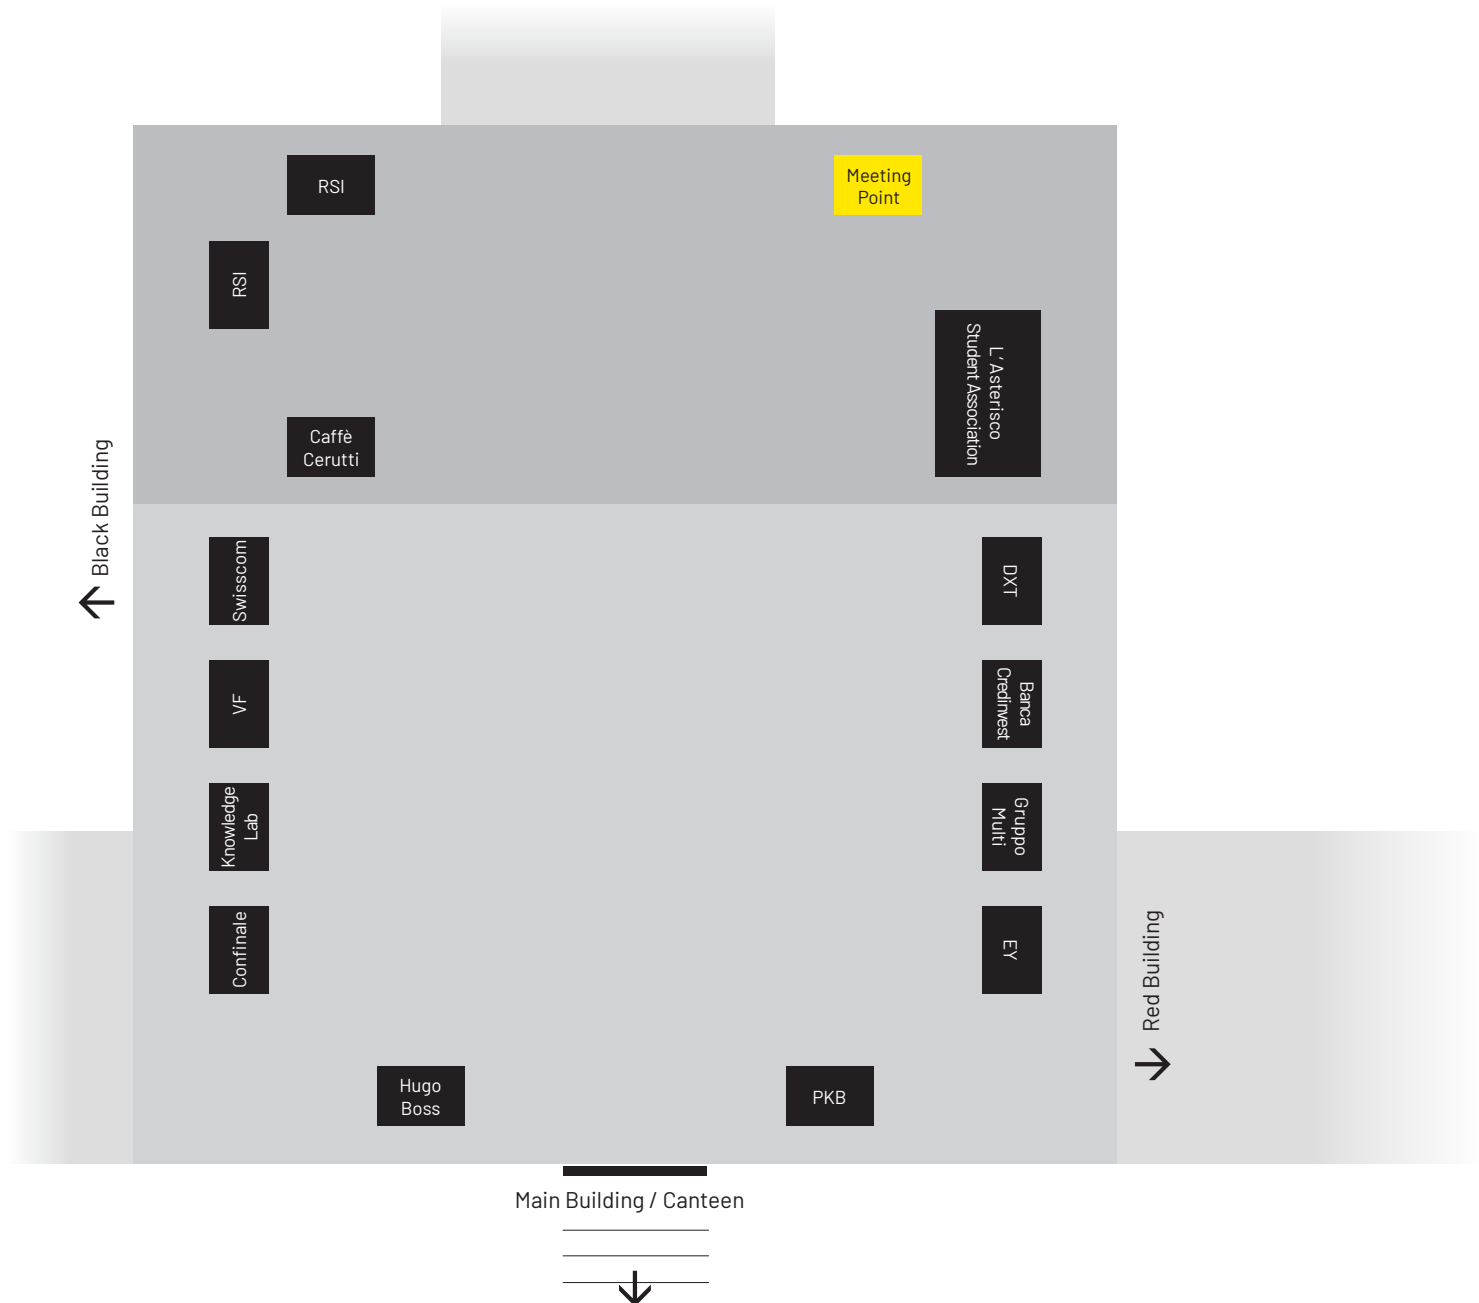 RSI
Meeting
Point
RSI
L'Asterisco
Student Association
Caffè
Cerutti
Black Building
Swisscom
DXT
VF
Banca
Credinvest
Knowledge
Lab
Gruppo
Multi
Confinale
EY
Red Building
Hugo
Boss
PKB
Main Building / Canteen